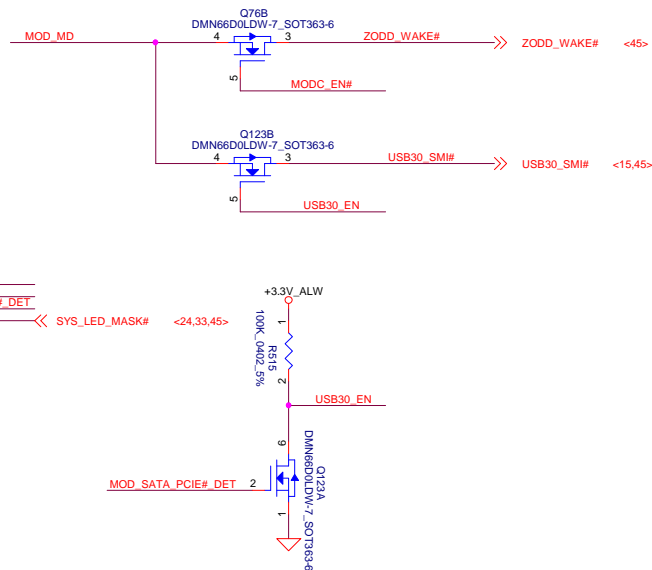 Q76B
DMN66D0LDW-7_SOT363-6
MOD_MD
4
3
ZODD_WAKE#
ZODD_WAKE#
<45>
5
MODC_EN#
Q123B
DMN66D0LDW-7_SOT363-6
4
3
USB30_SMI#
USB30_SMI#
<15,45>
5
USB30_EN
#_DET
SYS_LED_MASK#
<24,33,45>
+3.3V_ALW
1
R515
100K_0402_5%
2
USB30_EN
6
Q123A
DMN66D0LDW-7_SOT363-6
MOD_SATA_PCIE#_DET
2
1